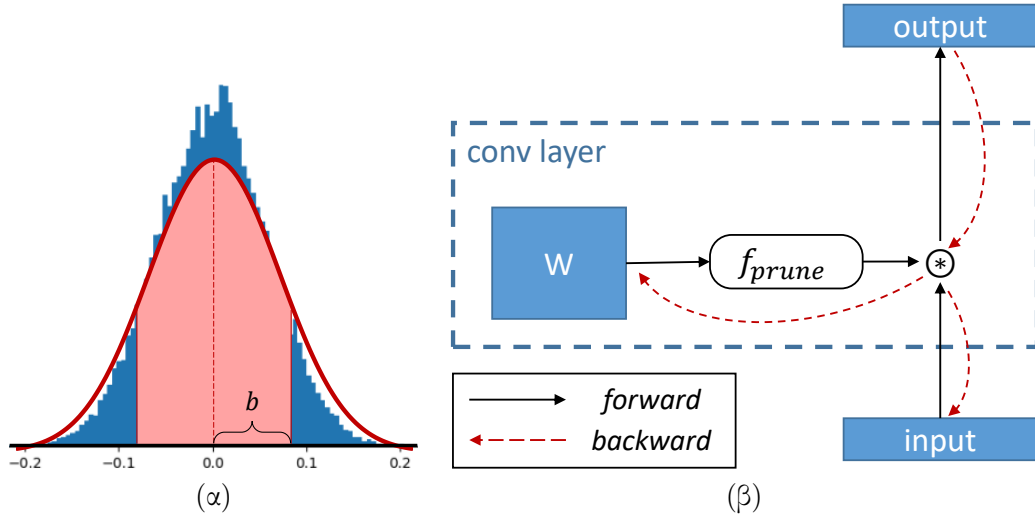 b
−0.2 −0.1 0.0 0.1 0.2
(α)
output
conv layer
W
f_prune
*
forward
backward
input
(β)